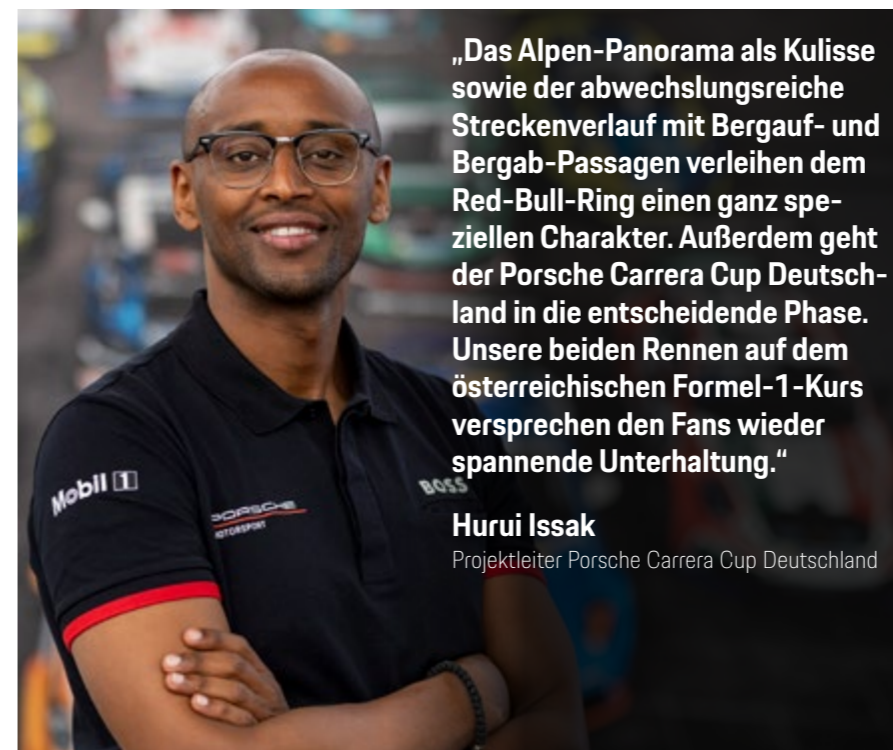 „Das Alpen-Panorama als Kulisse
sowie der abwechslungsreiche
Streckenverlauf mit Bergauf- und
Bergab-Passagen verleihen dem
Red-Bull-Ring einen ganz spe-
ziellen Charakter. Außerdem geht
der Porsche Carrera Cup Deutsch-
land in die entscheidende Phase.
Unsere beiden Rennen auf dem
österreichischen Formel-1-Kurs
versprechen den Fans wieder
spannende Unterhaltung.“
Hurui Issak
Projektleiter Porsche Carrera Cup Deutschland
Mobil 1
PORSCHE
MOTORSPORT
BOSS